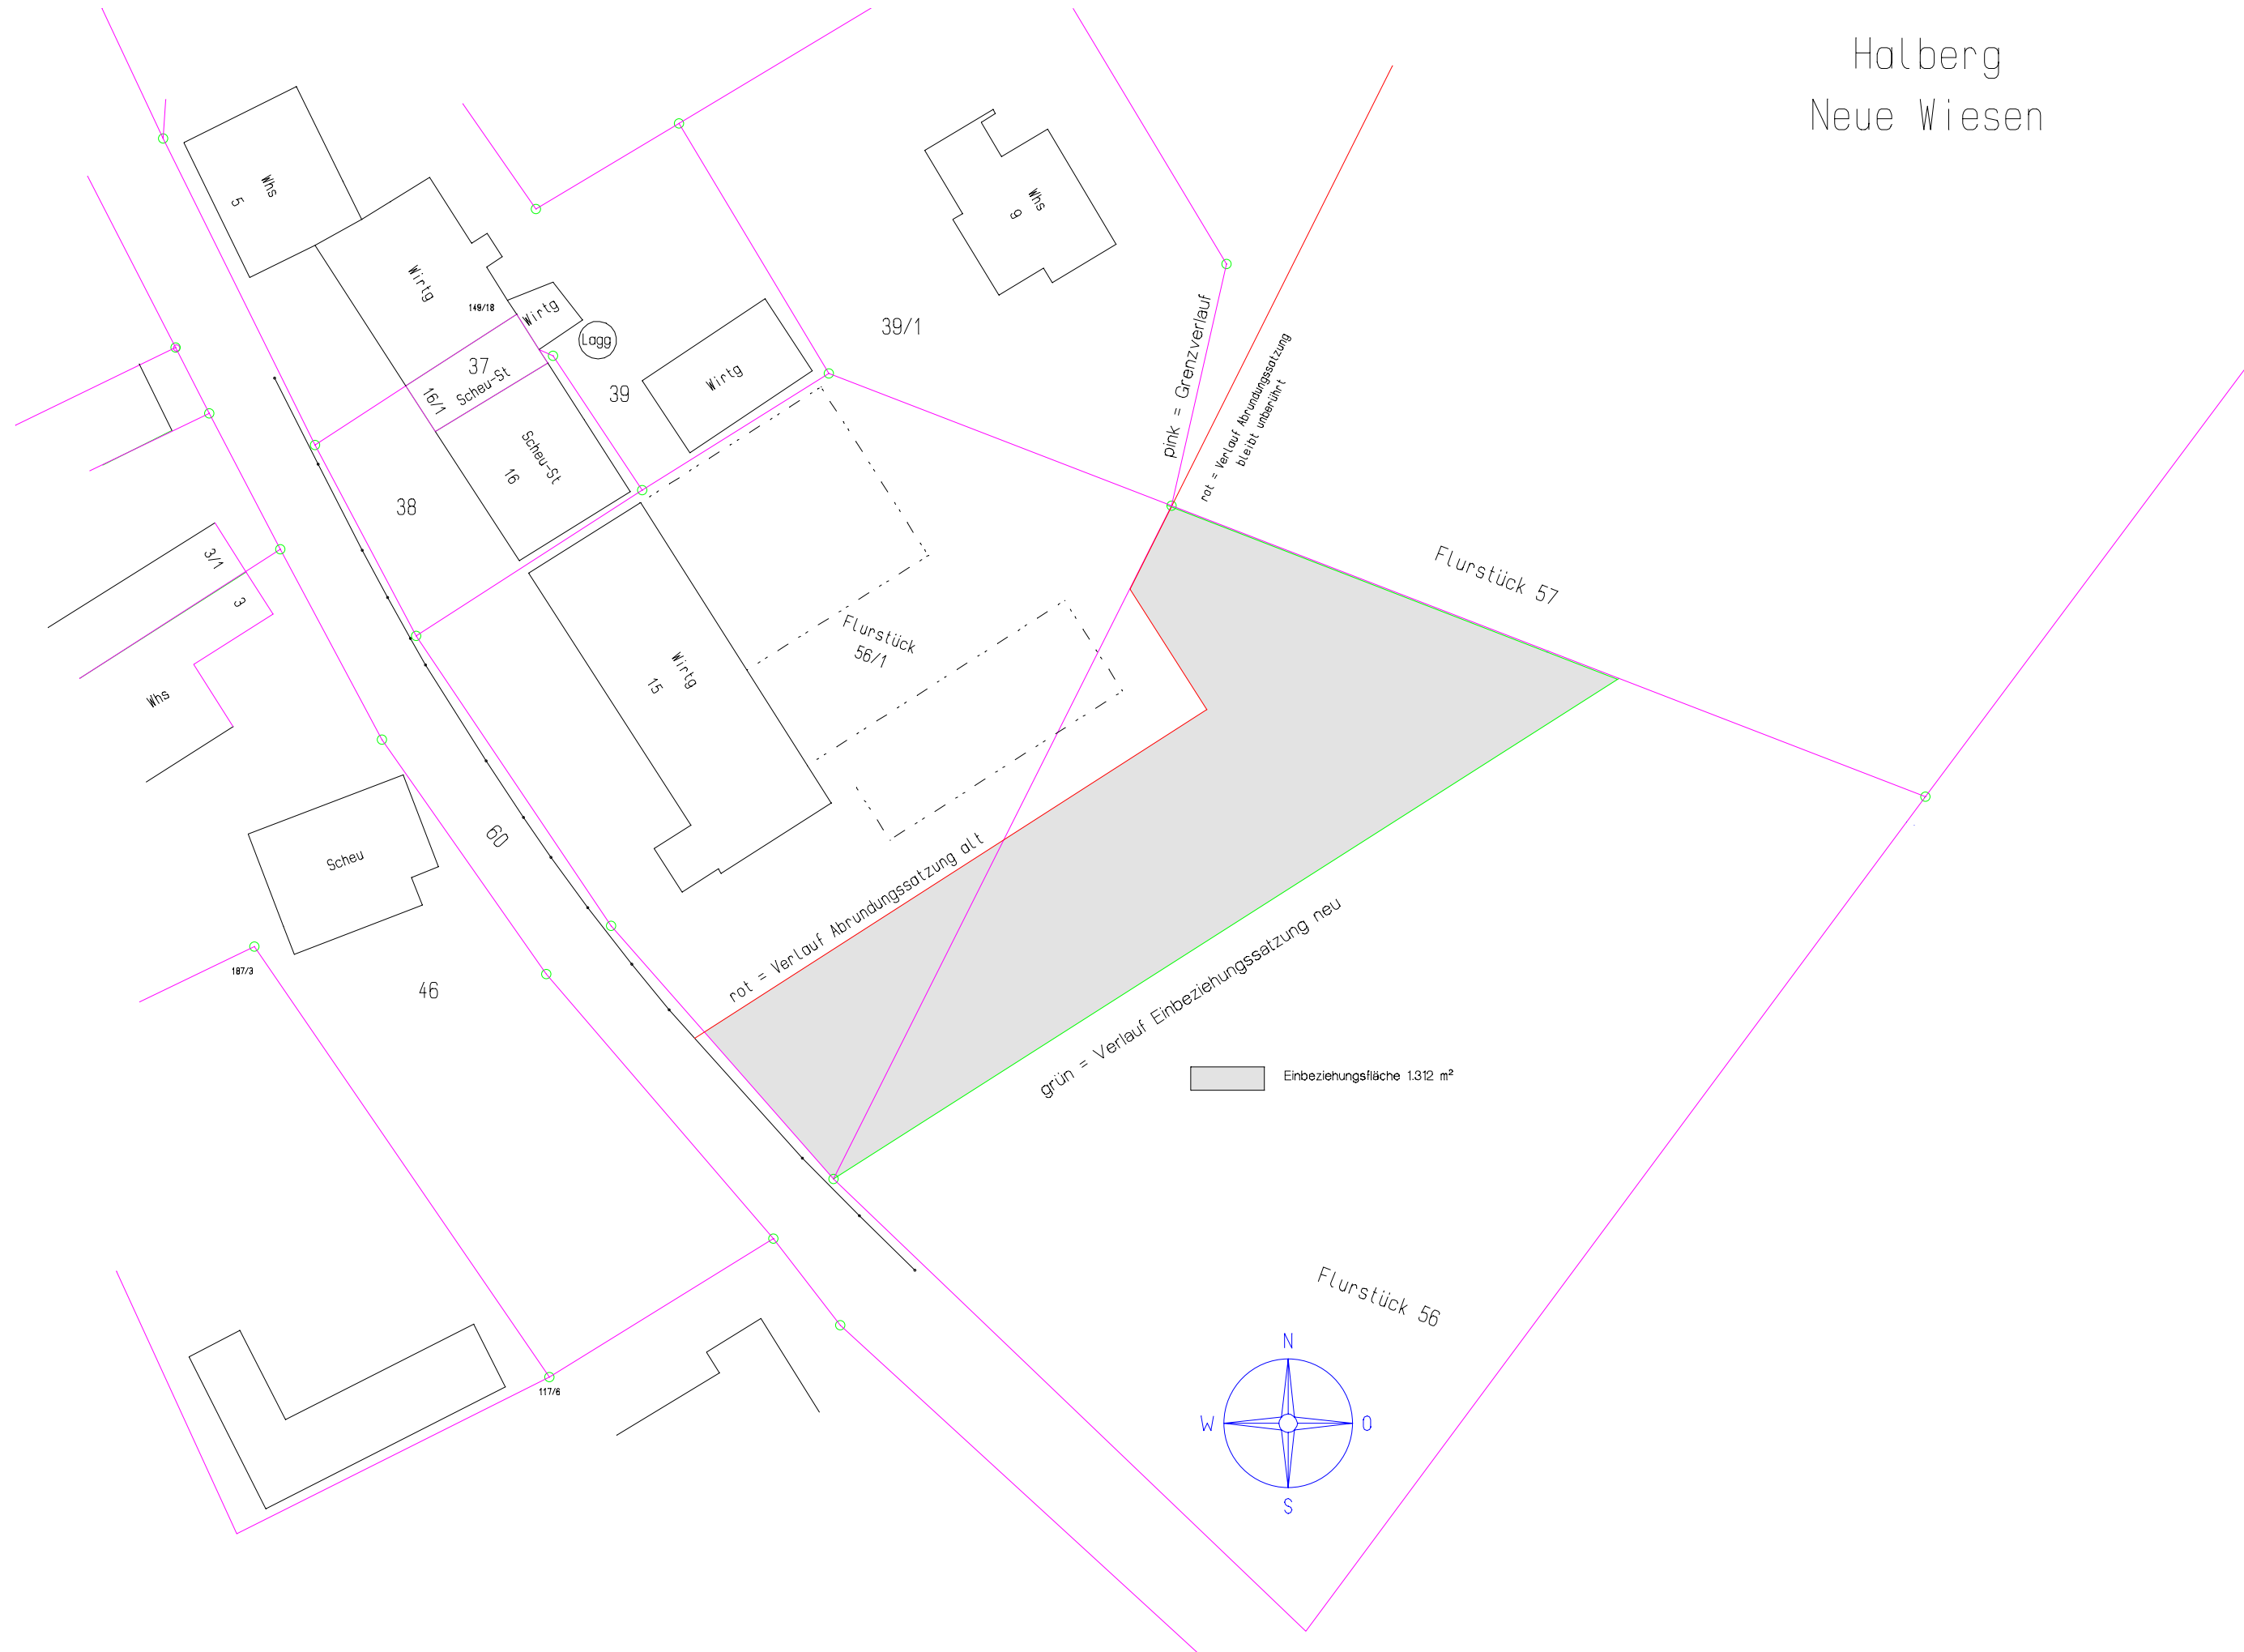 Halberg
Neue Wiesen
Whs
5
Wirtg
149/18
Wirtg
Lagg
37
Scheu-St
16/1
Scheu-St
16
38
39
Wirtg
39/1
Whs
9
pink = Grenzverlauf
rot = Verlauf Abrundungssatzung
bleibt unberührt
Flurstück 57
3/1
3
Whs
Flurstück
56/1
Wirtg
15
Scheu
60
187/3
46
rot = Verlauf Abrundungssatzung alt
grün = Verlauf Einbeziehungssatzung neu
Einbeziehungsfläche 1.312 m²
Flurstück 56
117/6
N
W
O
S